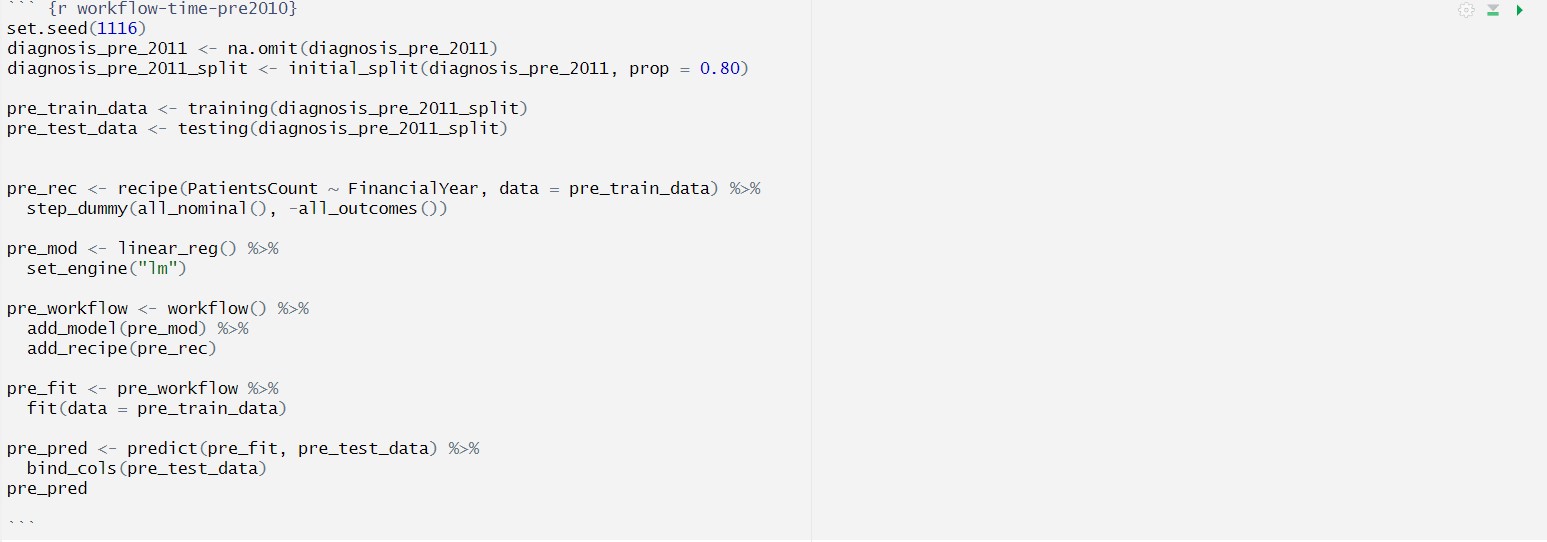 ``` {r workflow-time-pre2010}
set.seed(1116)
diagnosis_pre_2011 <- na.omit(diagnosis_pre_2011)
diagnosis_pre_2011_split <- initial_split(diagnosis_pre_2011, prop = 0.80)

pre_train_data <- training(diagnosis_pre_2011_split)
pre_test_data <- testing(diagnosis_pre_2011_split)


pre_rec <- recipe(PatientsCount ~ FinancialYear, data = pre_train_data) %>%
  step_dummy(all_nominal(), -all_outcomes())

pre_mod <- linear_reg() %>%
  set_engine("lm")

pre_workflow <- workflow() %>%
  add_model(pre_mod) %>%
  add_recipe(pre_rec)

pre_fit <- pre_workflow %>%
  fit(data = pre_train_data)

pre_pred <- predict(pre_fit, pre_test_data) %>%
  bind_cols(pre_test_data)
pre_pred

```